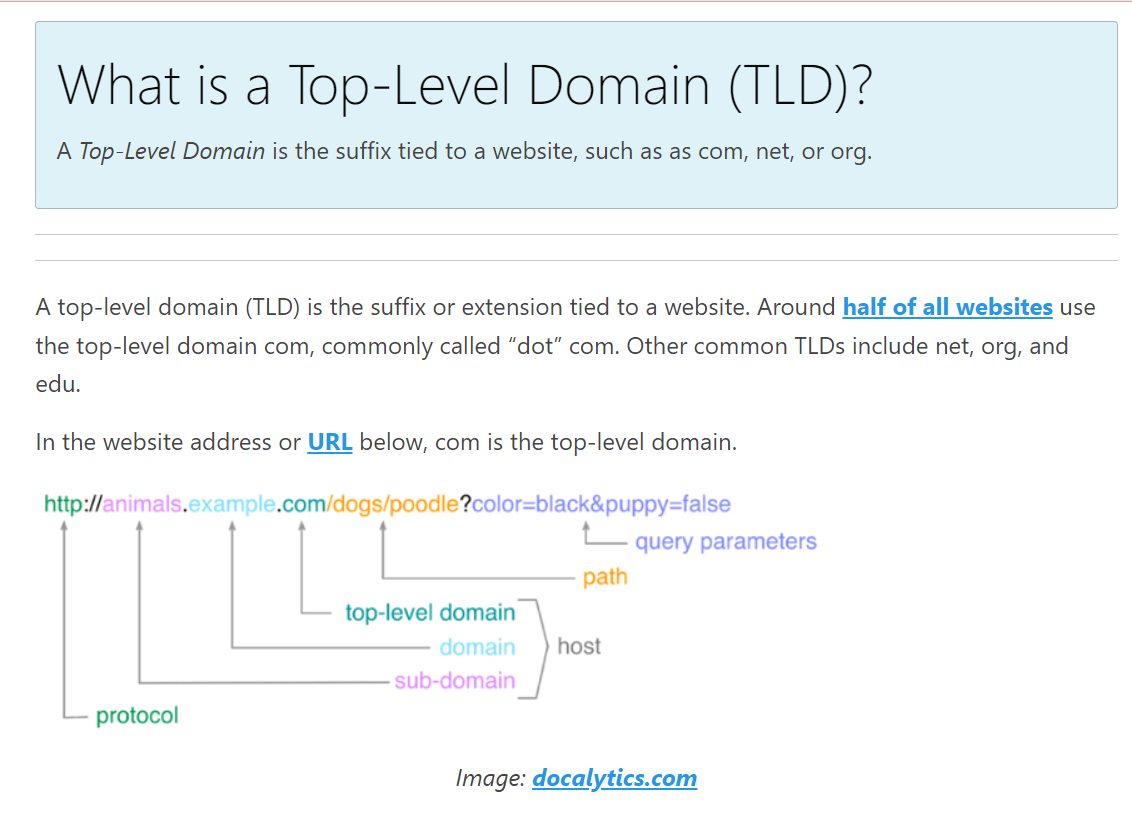 What is a Top-Level Domain (TLD)?
A Top-Level Domain is the suffix tied to a website, such as as com, net, or org.
A top-level domain (TLD) is the suffix or extension tied to a website. Around half of all websites use
the top-level domain com, commonly called “dot” com. Other common TLDs include net, org, and
edu.
In the website address or URL below, com is the top-level domain.
http://animals.example.com/dogs/poodle?color=black&puppy=false
query parameters
path
top-level domain
domain
host
sub-domain
protocol
Image: docalytics.com